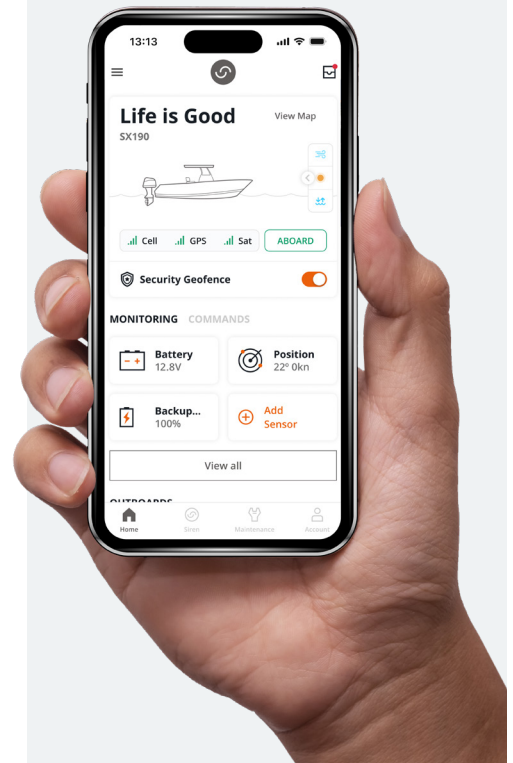 13:13
Life is Good
View Map
SX190
Cell
GPS
Sat
ABOARD
Security Geofence
MONITORING
COMMANDS
Battery
12.8V
Position
22° 0kn
Backup...
100%
Add
Sensor
View all
OUTBOARDS
Home
Siren
Maintenance
Account